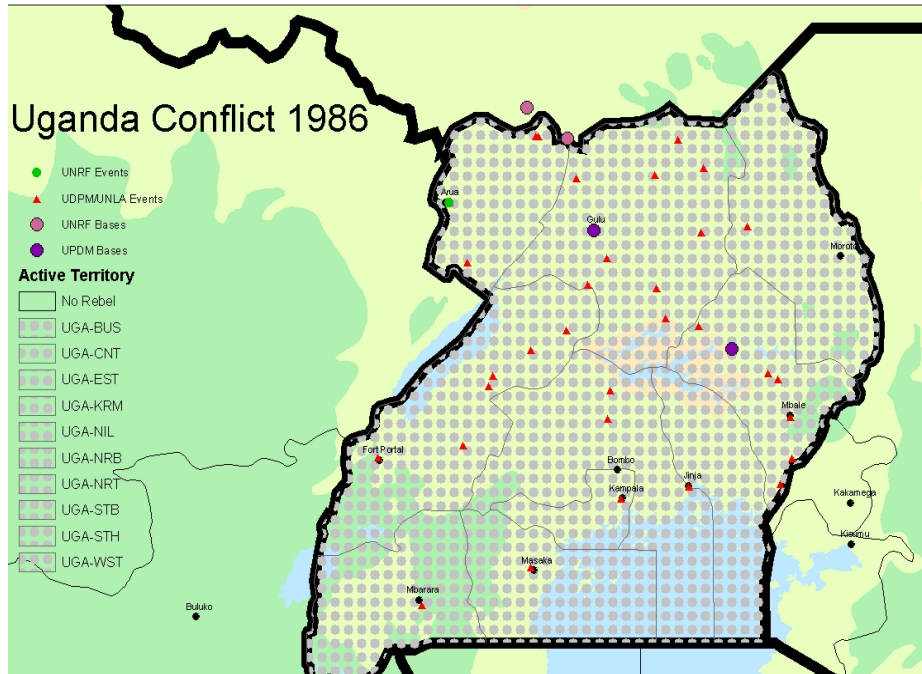 Uganda Conflict 1986
UNRF Events
UDPM/UNLA Events
UNRF Bases
UPDM Bases
Active Territory
No Rebel
UGA-BUS
UGA-CNT
UGA-EST
UGA-KRM
UGA-NIL
UGA-NRB
UGA-NRT
UGA-STB
UGA-STH
UGA-WST
Arua
Gulu
Moroto
Mbale
Fort Portal
Bombo
Jinja
Kampala
Kakamega
Kisumu
Masaka
Mbarara
Buluko